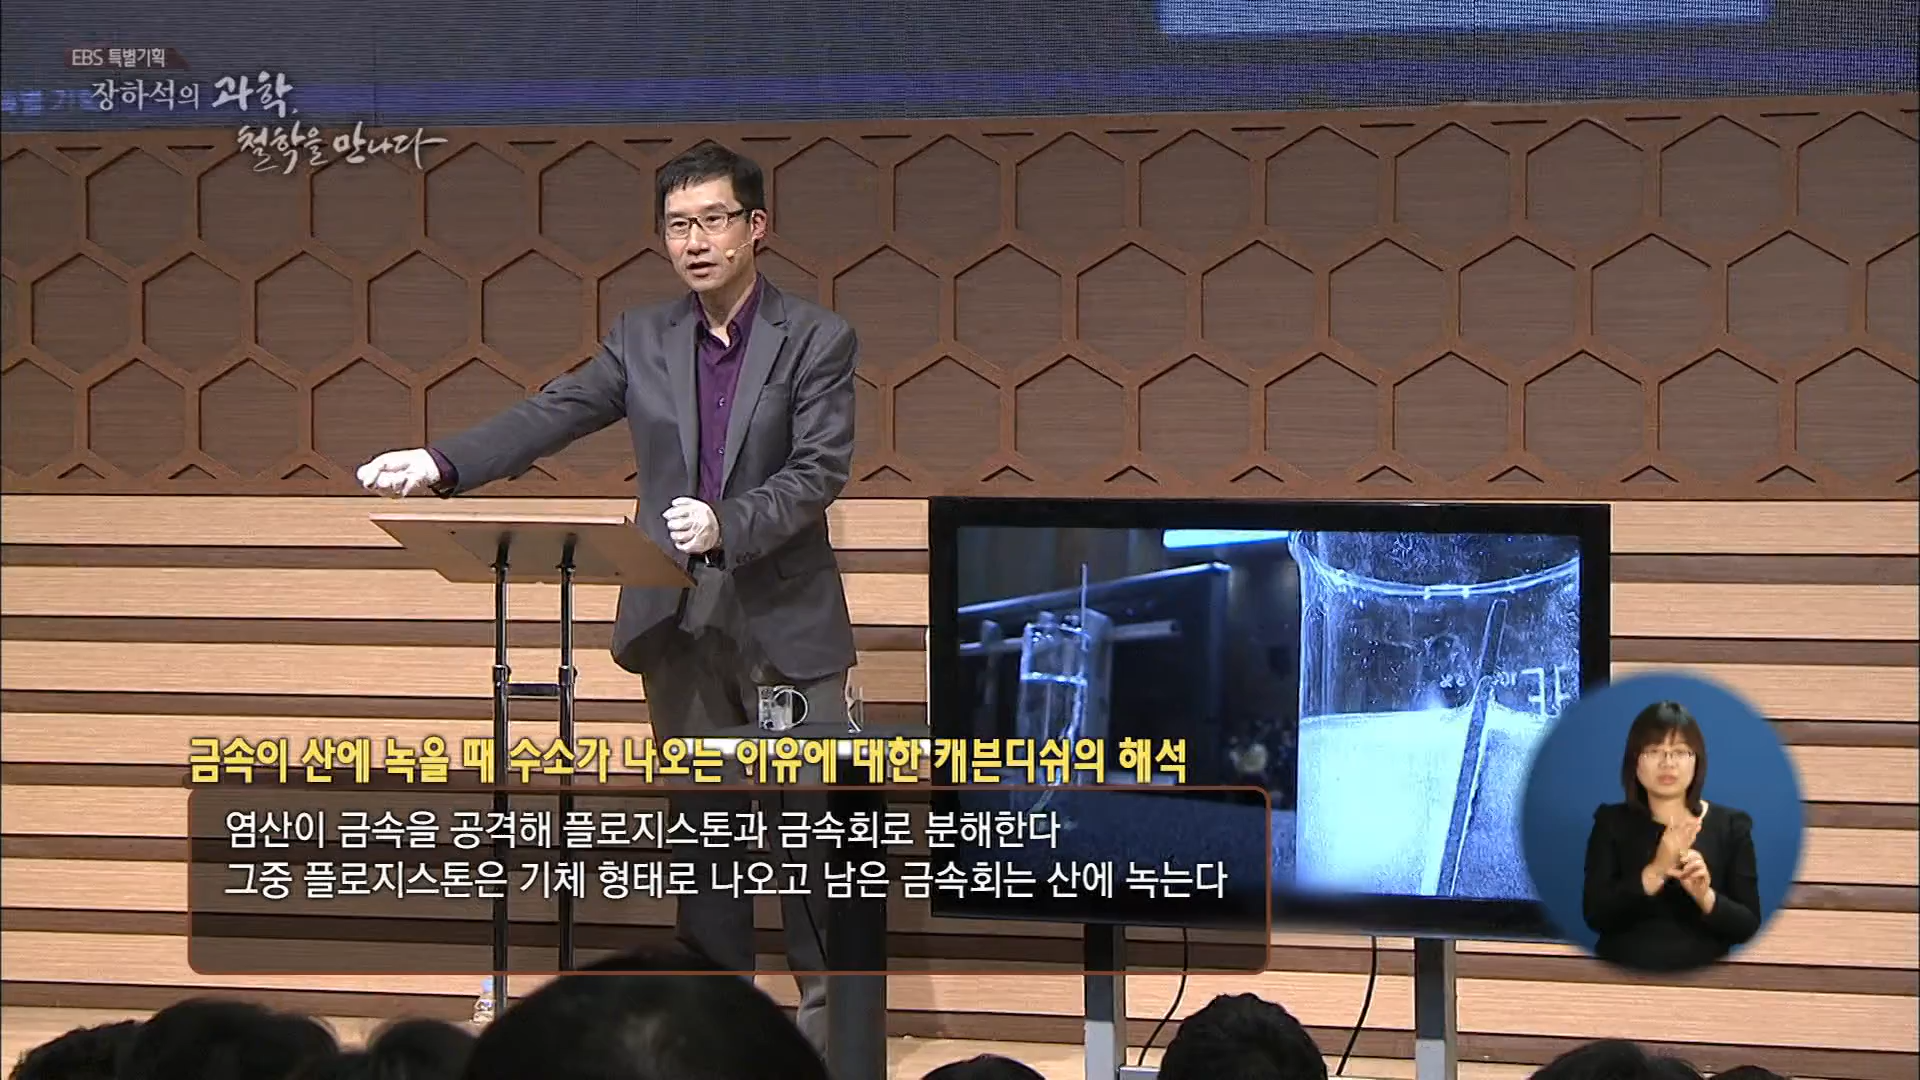 EBS 특별기획
장하석의 과학,
철학을 만나다
금속이 산에 녹을 때 수소가 나오는 이유에 대한 캐븐디쉬의 해석
염산이 금속을 공격해 플로지스톤과 금속회로 분해한다
그중 플로지스톤은 기체 형태로 나오고 남은 금속회는 산에 녹는다